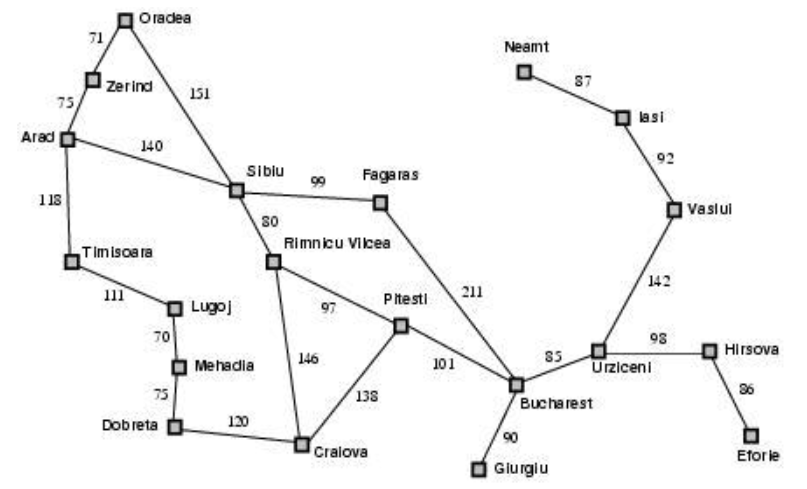 Oradea
71
Neamt
Zerind
87
151
75
Iasi
Arad
140
92
Sibiu
99
Fagaras
118
80
Vaslui
Timisoara
Rimnicu Vilcea
111
Lugoj
97
Pitesti
211
142
70
146
101
85
98
Hirsova
Mehadia
Urziceni
75
138
86
Dobreta
120
Bucharest
Craiova
90
Eforie
Giurgiu